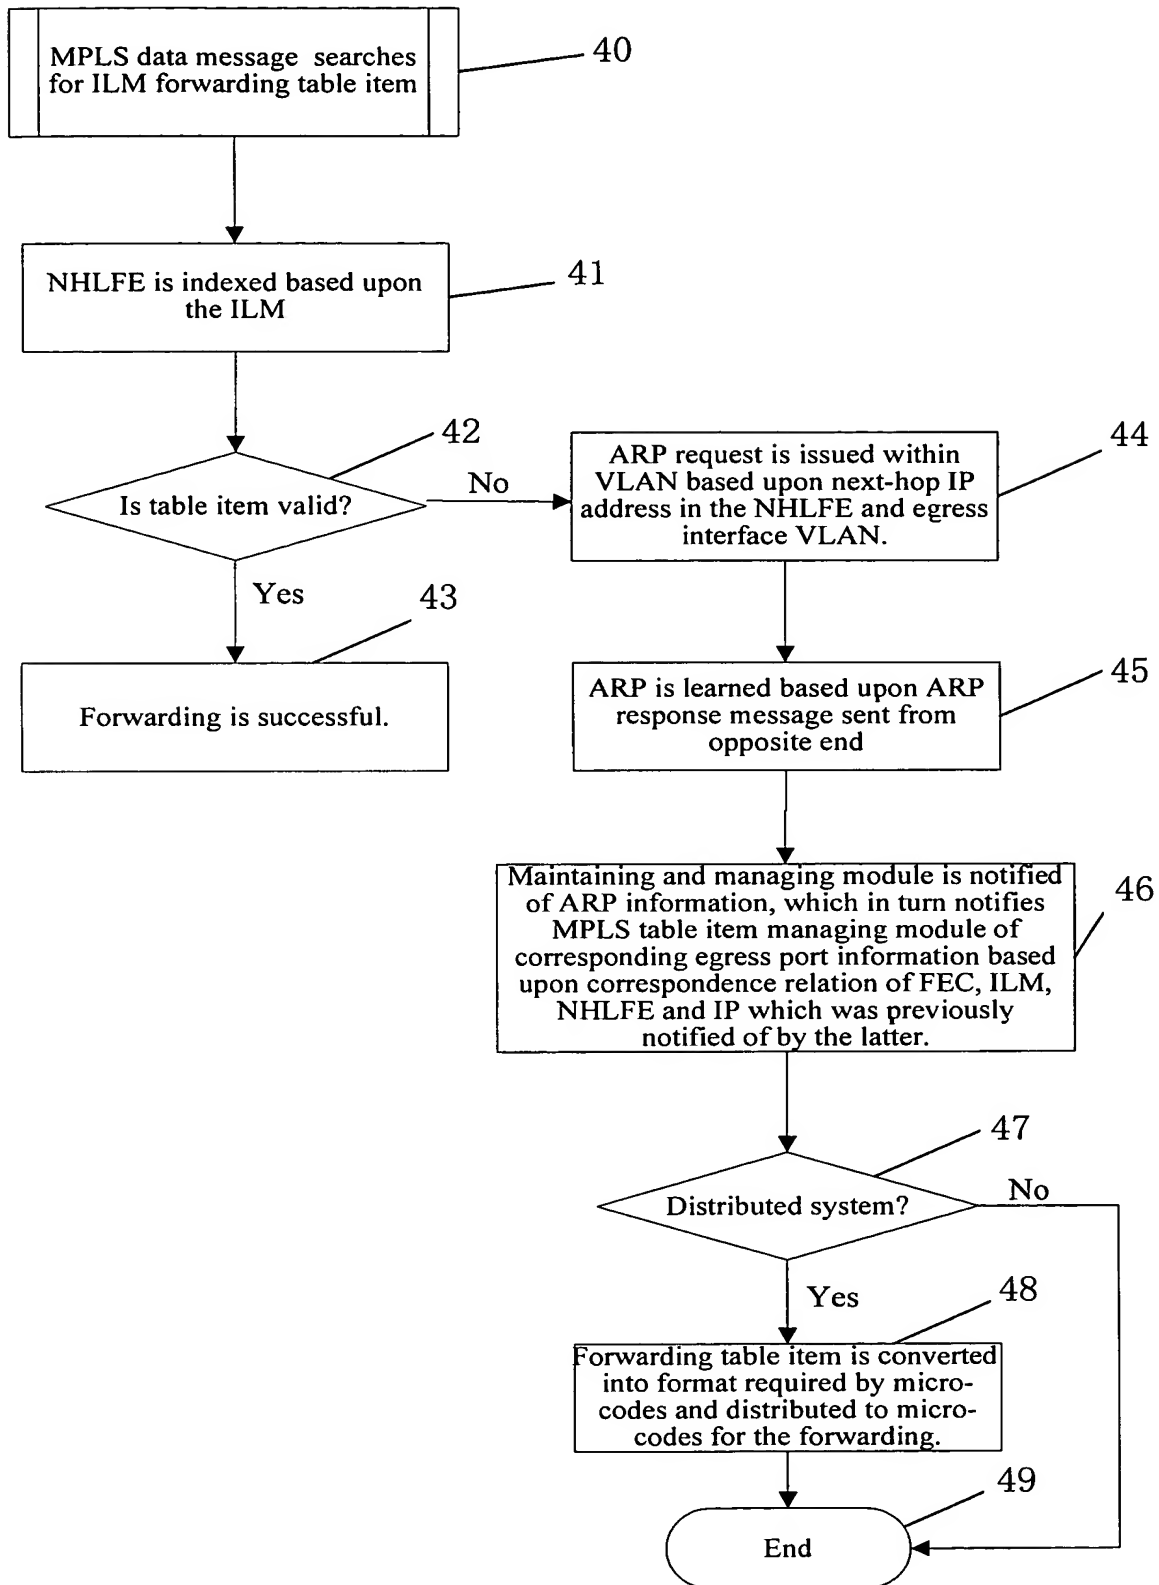 MPLS data message searches
for ILM forwarding table item
40
NHLFE is indexed based upon
the ILM
41
42
Is table item valid?
No
Yes
43
Forwarding is successful.
ARP request is issued within
VLAN based upon next-hop IP
address in the NHLFE and egress
interface VLAN.
44
ARP is learned based upon ARP
response message sent from
opposite end
45
Maintaining and managing module is notified
of ARP information, which in turn notifies
MPLS table item managing module of
corresponding egress port information based
upon correspondence relation of FEC, ILM,
NHLFE and IP which was previously
notified of by the latter.
46
47
Distributed system?
No
Yes
48
Forwarding table item is converted
into format required by micro-
codes and distributed to micro-
codes for the forwarding.
49
End